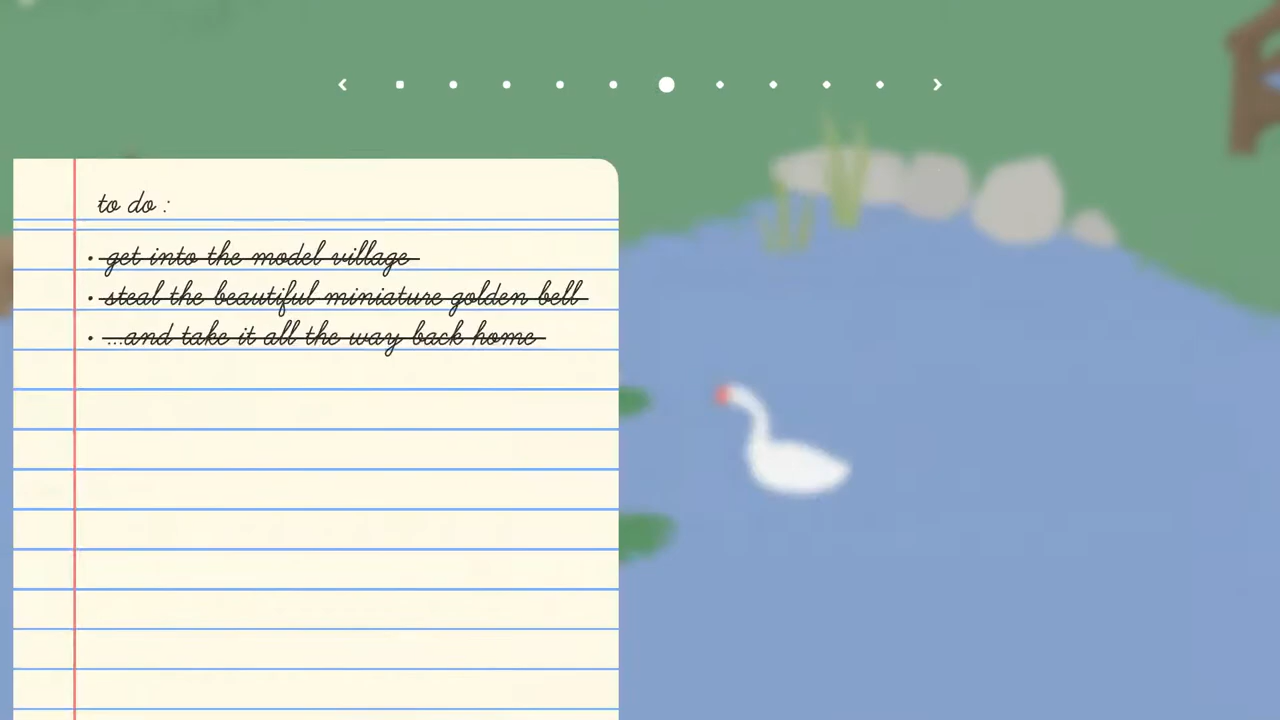 to do :
• get into the model village
• steal the beautiful miniature golden bell
• ...and take it all the way back home